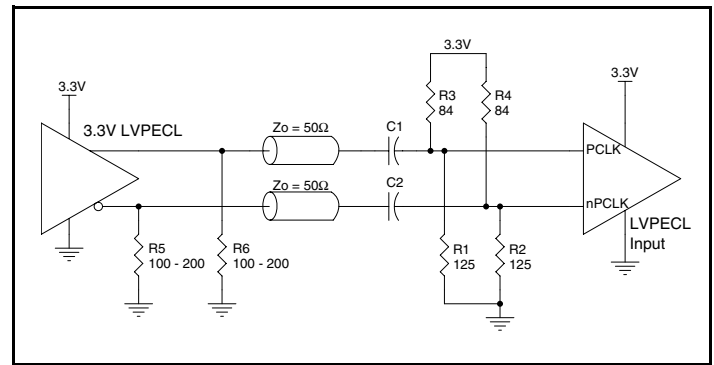 3.3V
3.3V LVPECL
Zo = 50Ω
C1
Zo = 50Ω
C2
R5
100 - 200
R6
100 - 200
3.3V
R3
84
R4
84
R1
125
R2
125
3.3V
PCLK
nPCLK
LVPECL
Input